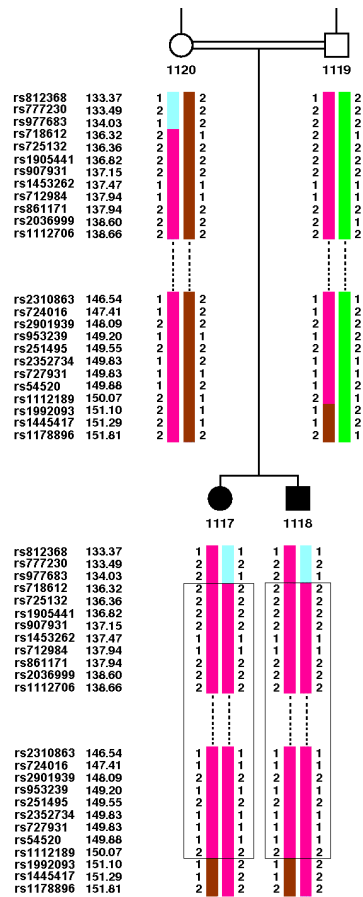 1120 1119
rs812368 133.37 1 2 1 2
rs777230 133.49 2 2 2 2
rs977683 134.03 2 2 2 2
rs718612 136.32 2 1 2 1
rs725132 136.36 2 2 2 1
rs1905441 136.82 2 2 2 2
rs907931 137.15 2 2 2 2
rs1453262 137.47 1 1 1 2
rs712984 137.94 1 1 1 1
rs861171 137.94 2 2 2 2
rs2036999 138.60 2 2 2 2
rs1112706 138.66 2 2 2 2
rs2310863 146.54 1 2 1 2
rs724016 147.41 1 1 1 2
rs2901939 148.09 2 2 2 2
rs953239 149.20 1 1 1 2
rs251495 149.55 2 2 2 2
rs2352734 149.83 1 2 1 2
rs727931 149.83 1 1 1 1
rs54520 149.88 1 2 1 2
rs1112189 150.07 2 1 2 1
rs1992093 151.10 2 1 1 2
rs1445417 151.29 2 1 1 2
rs1178896 151.81 2 2 2 1
1117 1118
rs812368 133.37 1 1 1 1
rs777230 133.49 2 2 2 2
rs977683 134.03 2 2 2 2
rs718612 136.32 2 2 2 2
rs725132 136.36 2 2 2 2
rs1905441 136.82 2 2 2 2
rs907931 137.15 2 2 2 2
rs1453262 137.47 1 1 1 1
rs712984 137.94 1 1 1 1
rs861171 137.94 2 2 2 2
rs2036999 138.60 2 2 2 2
rs1112706 138.66 2 2 2 2
rs2310863 146.54 1 1 1 1
rs724016 147.41 1 1 1 1
rs2901939 148.09 2 2 2 2
rs953239 149.20 1 1 1 1
rs251495 149.55 2 2 2 2
rs2352734 149.83 1 1 1 1
rs727931 149.83 1 1 1 1
rs54520 149.88 1 1 1 1
rs1112189 150.07 2 2 2 2
rs1992093 151.10 1 2 1 2
rs1445417 151.29 1 2 1 2
rs1178896 151.81 2 2 2 2